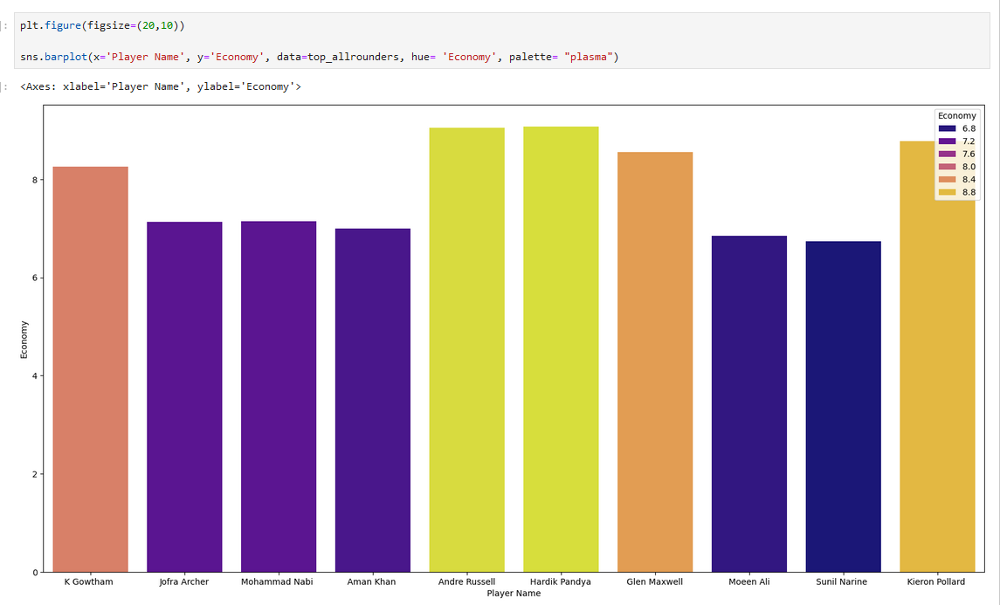 plt.figure(figsize=(20,10))
sns.barplot(x='Player Name', y='Economy', data=top_allrounders, hue= 'Economy', palette= "plasma")
<Axes: xlabel='Player Name', ylabel='Economy'>
Economy
6.8
7.2
7.6
8.0
8.4
8.8
8
6
4
2
0
Economy
K Gowtham Jofra Archer Mohammad Nabi Aman Khan Andre Russell Hardik Pandya Glen Maxwell Moeen Ali Sunil Narine Kieron Pollard
Player Name